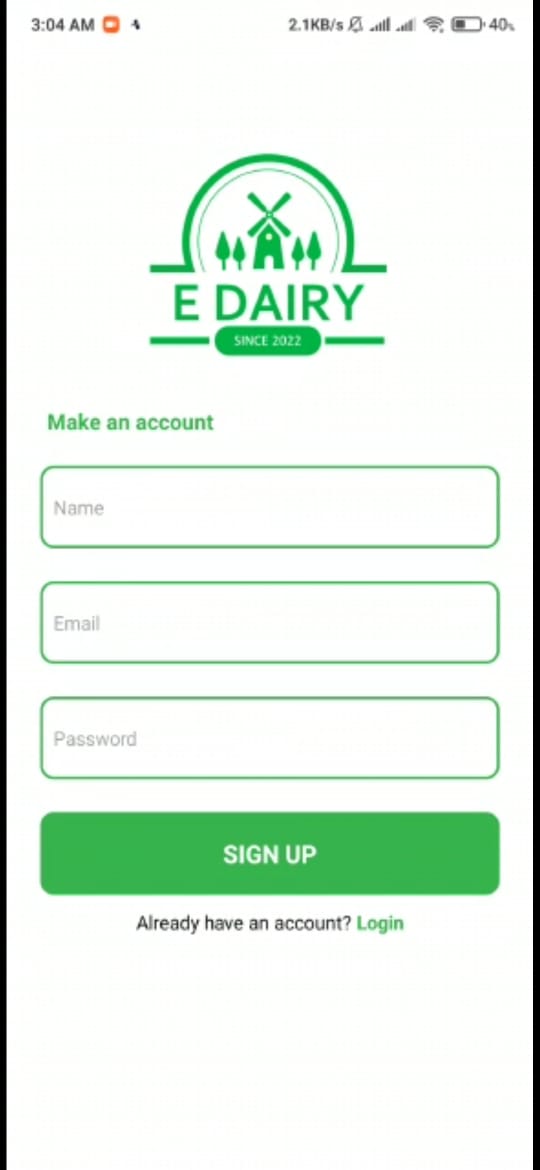 3:04 AM 2.1KB/s 40%
E DAIRY
SINCE 2022
Make an account
Name
Email
Password
SIGN UP
Already have an account? Login